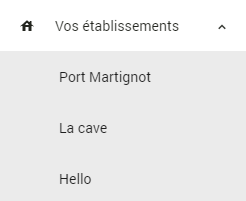 Vos établissements
Port Martignot
La cave
Hello